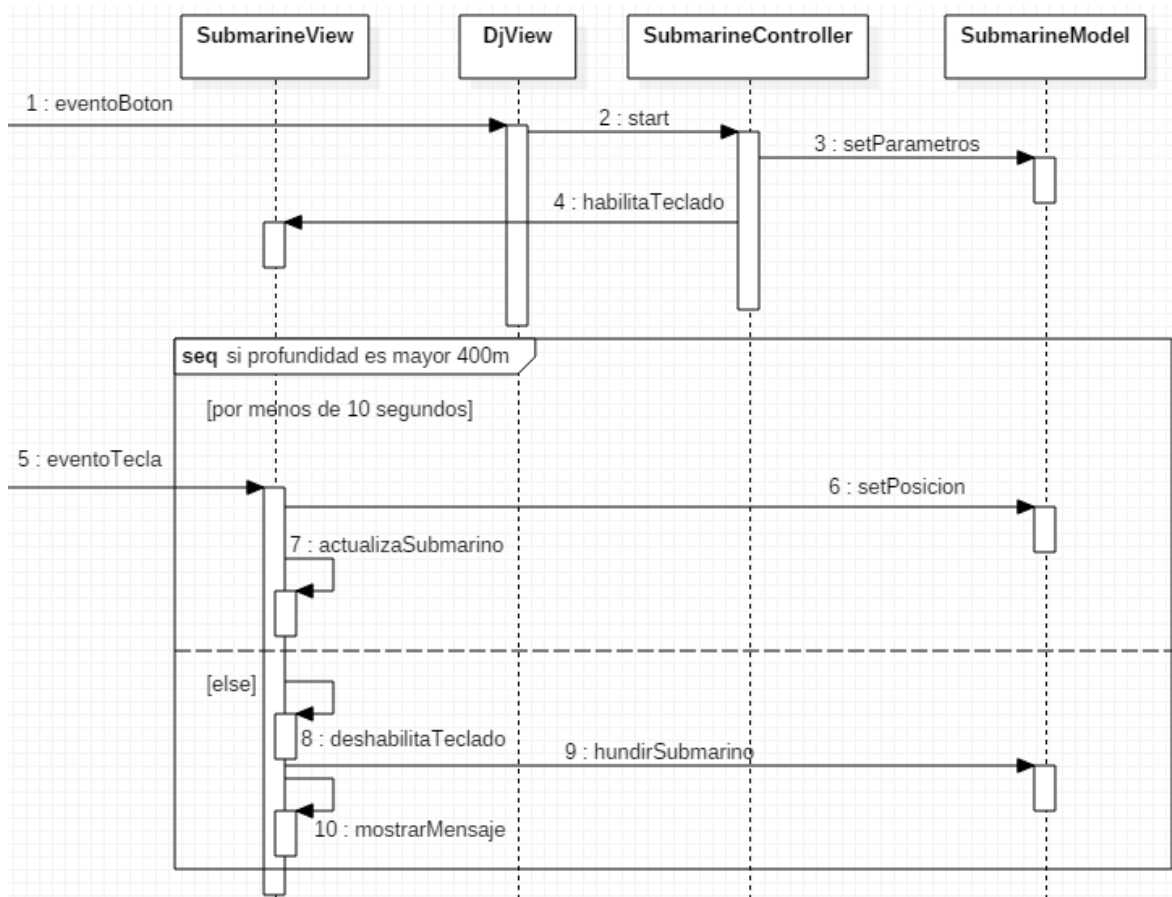 SubmarineView
DjView
SubmarineController
SubmarineModel
1 : eventoBoton
2 : start
3 : setParametros
4 : habilitaTeclado
seq si profundidad es mayor 400m
[por menos de 10 segundos]
5 : eventoTecla
6 : setPosicion
7 : actualizaSubmarino
[else]
8 : deshabilitaTeclado
9 : hundirSubmarino
10 : mostrarMensaje